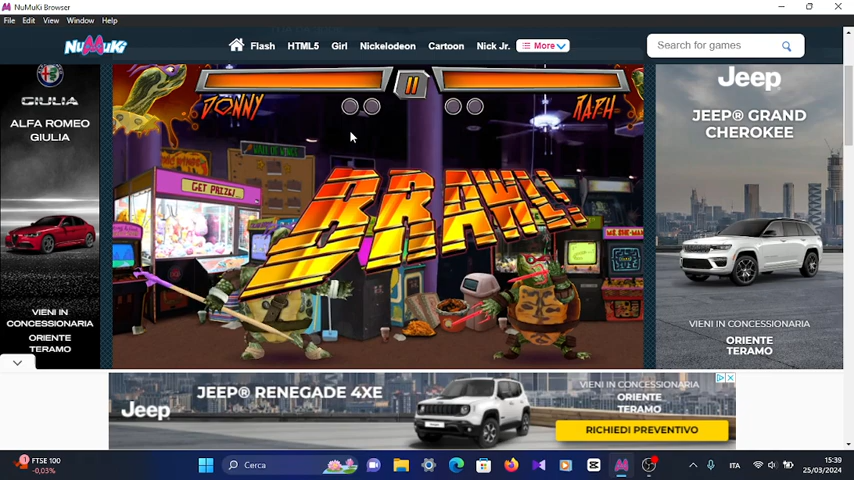 NuMuKi Browser
File Edit View Window Help
NuMuKi
Flash HTML5 Girl Nickelodeon Cartoon Nick Jr. More
Search for games
GIULIA
ALFA ROMEO
GIULIA
VIENI IN
CONCESSIONARIA
ORIENTE
TERAMO
DONNY
RAPH
GET PRIZE!
BRAWL!
Jeep
JEEP® GRAND
CHEROKEE
VIENI IN CONCESSIONARIA
ORIENTE
TERAMO
Jeep
JEEP® RENEGADE 4XE
VIENI IN CONCESSIONARIA
ORIENTE
TERAMO
RICHIEDI PREVENTIVO
1
FTSE 100
-0,03%
Cerca
ITA
15:39
25/03/2024